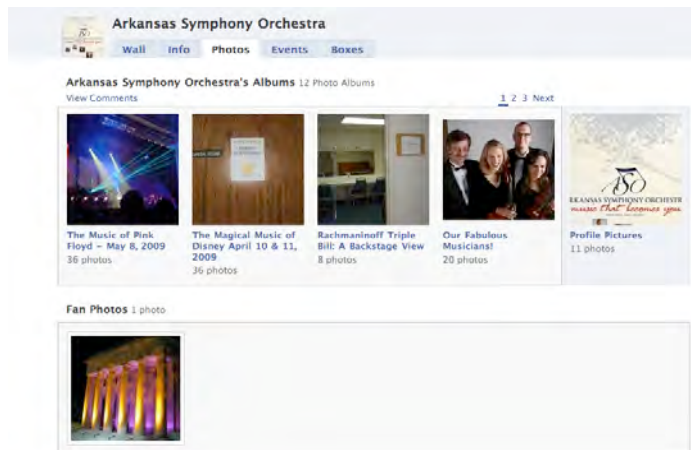 Arkansas Symphony Orchestra
Wall Info Photos Events Boxes
Arkansas Symphony Orchestra's Albums 12 Photo Albums
View Comments
1 2 3 Next
The Music of Pink
Floyd – May 8, 2009
36 photos
The Magical Music of
Disney April 10 & 11,
2009
36 photos
Rachmaninoff Triple
Bill: A Backstage View
8 photos
Our Fabulous
Musicians!
20 photos
ASO
ARKANSAS SYMPHONY ORCHESTR
music that becomes you
Profile Pictures
11 photos
Fan Photos 1 photo